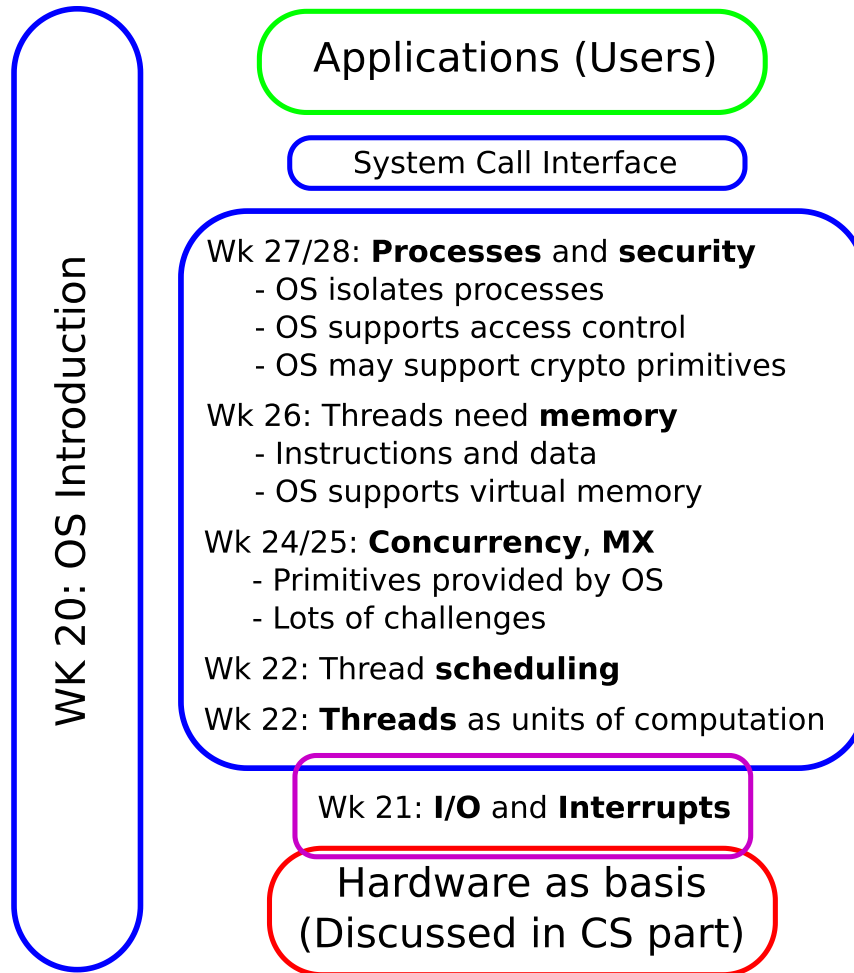 WK 20: OS Introduction
Applications (Users)
System Call Interface
Wk 27/28: Processes and security
- OS isolates processes
- OS supports access control
- OS may support crypto primitives
Wk 26: Threads need memory
- Instructions and data
- OS supports virtual memory
Wk 24/25: Concurrency, MX
- Primitives provided by OS
- Lots of challenges
Wk 22: Thread scheduling
Wk 22: Threads as units of computation
Wk 21: I/O and Interrupts
Hardware as basis
(Discussed in CS part)